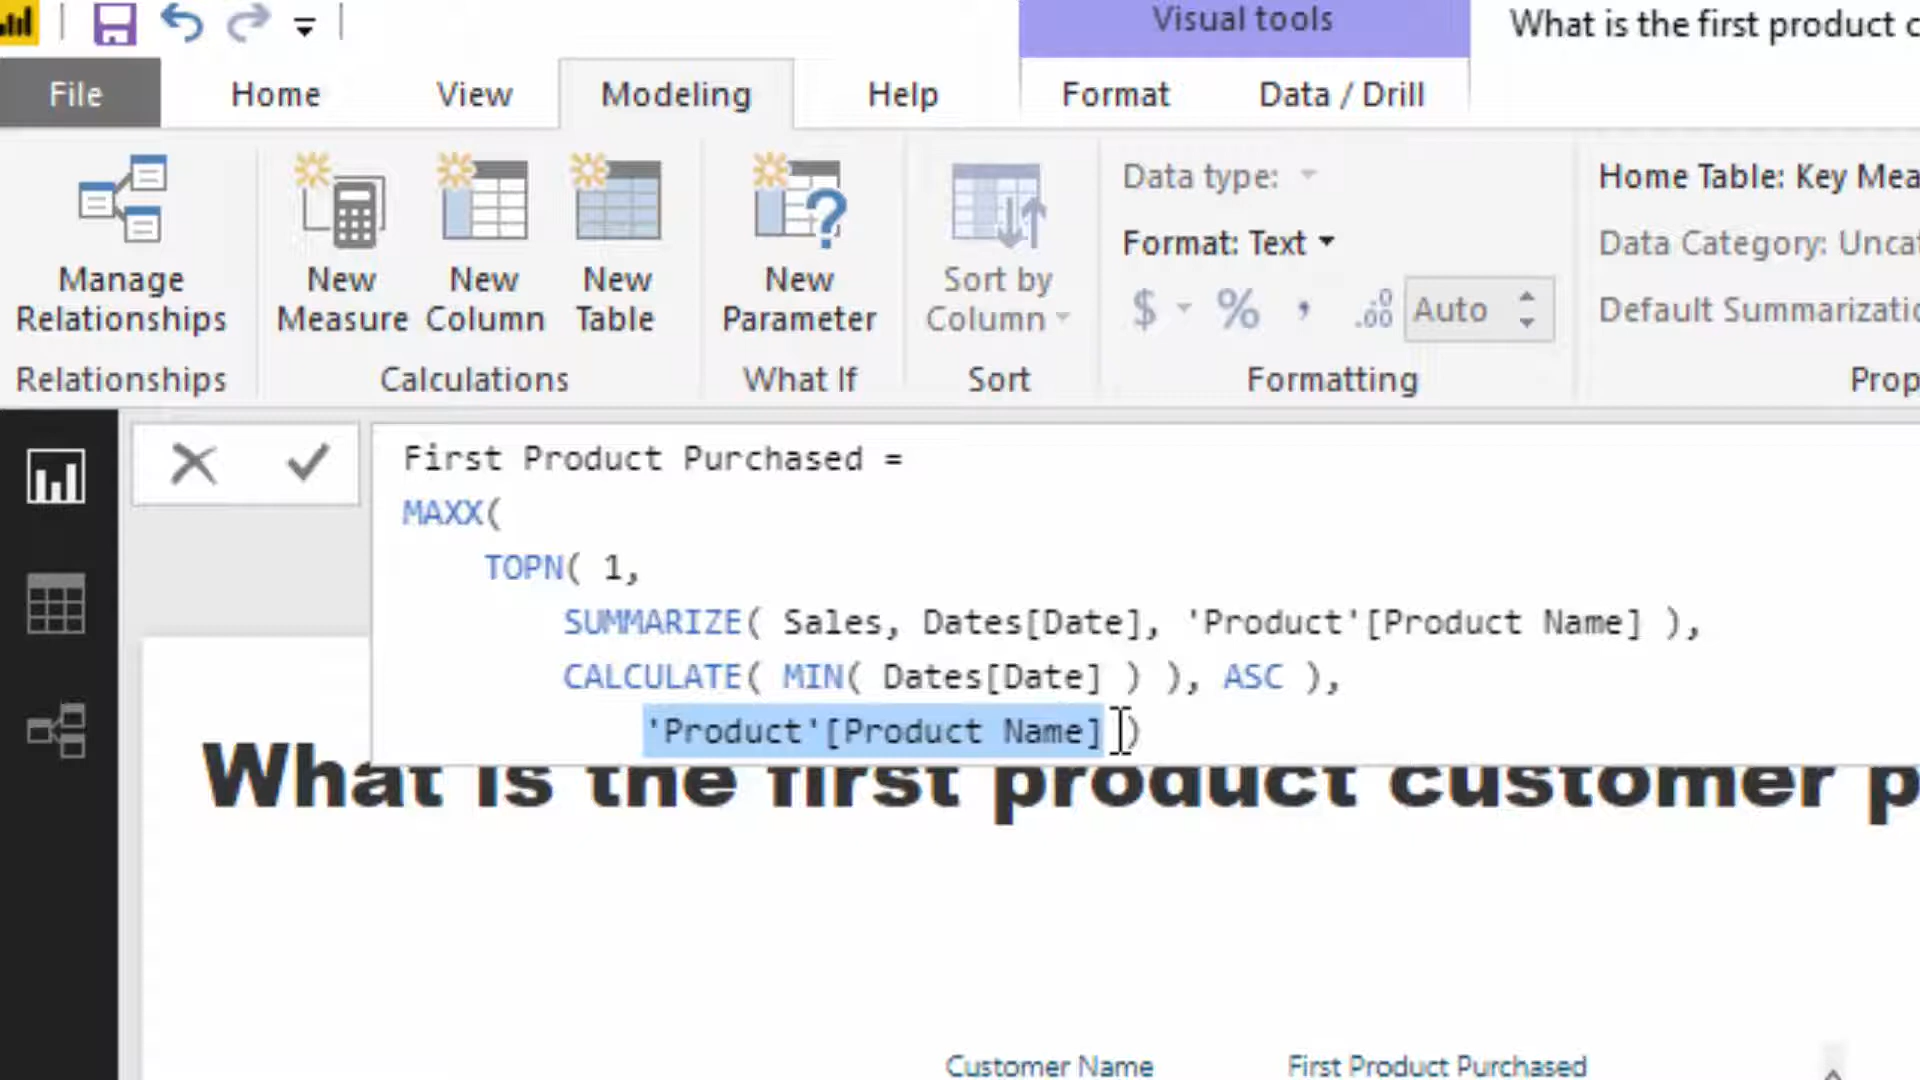 Visual tools
What is the first product
File Home View Modeling Help Format Data / Drill
Manage Relationships
New Measure
New Column
New Table
New Parameter
Sort by Column
Data type:
Format: Text
$ % , .00 Auto
Home Table: Key
Data Category:
Default
Relationships Calculations What If Sort Formatting
First Product Purchased =
MAXX(
TOPN( 1,
SUMMARIZE( Sales, Dates[Date], 'Product'[Product Name] ),
CALCULATE( MIN( Dates[Date] ) ), ASC ),
'Product'[Product Name] )
What is the first product customer
Customer Name First Product Purchased